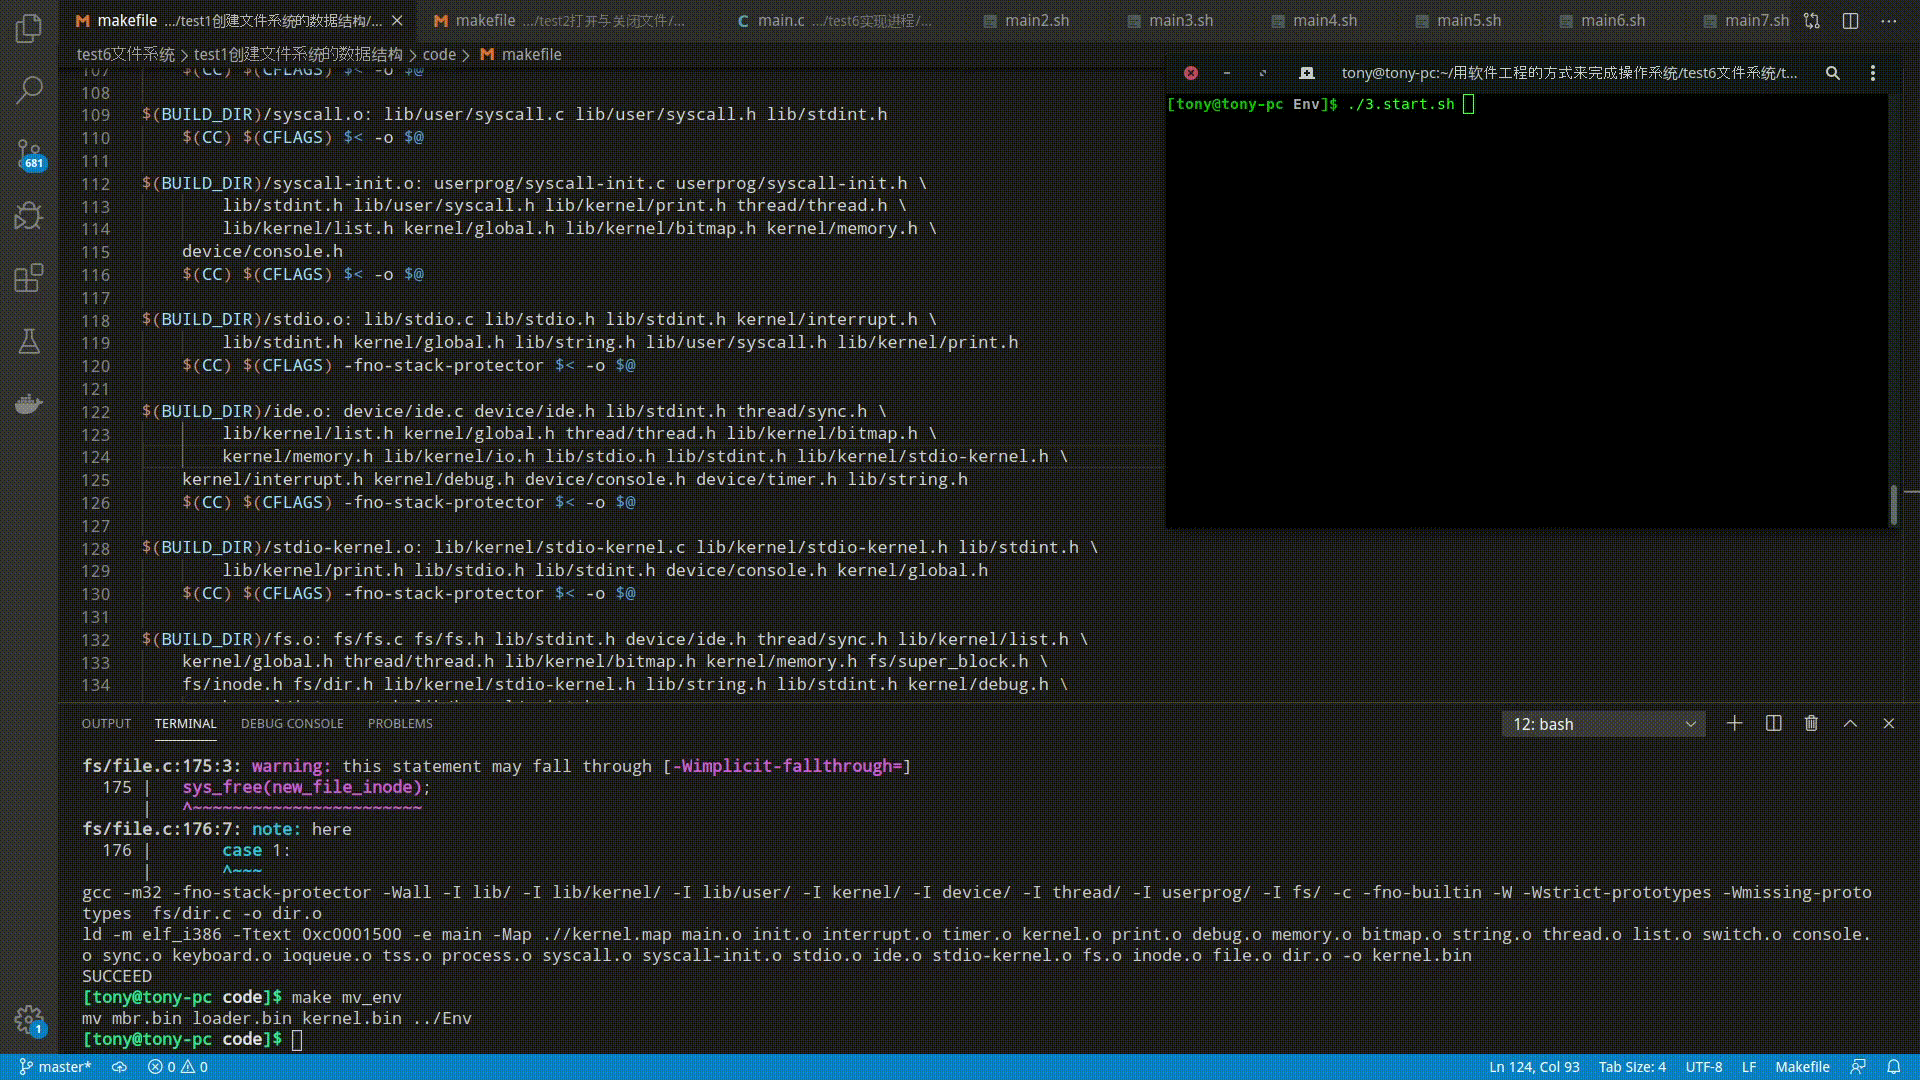 makefile .../test1创建文件系统的数据结构/...
makefile .../test2打开与关闭文件/...
main.c .../test6实现进程/...
main2.sh
main3.sh
main4.sh
main5.sh
main6.sh
main7.sh
test6文件系统 > test1创建文件系统的数据结构 > code > makefile
107 $(CC) $(CFLAGS) $< -o $@
108
109 $(BUILD_DIR)/syscall.o: lib/user/syscall.c lib/user/syscall.h lib/stdint.h
110 $(CC) $(CFLAGS) $< -o $@
111
112 $(BUILD_DIR)/syscall-init.o: userprog/syscall-init.c userprog/syscall-init.h \
113 lib/stdint.h lib/user/syscall.h lib/kernel/print.h thread/thread.h \
114 lib/kernel/list.h kernel/global.h lib/kernel/bitmap.h kernel/memory.h \
115 device/console.h
116 $(CC) $(CFLAGS) $< -o $@
117
118 $(BUILD_DIR)/stdio.o: lib/stdio.c lib/stdio.h lib/stdint.h kernel/interrupt.h \
119 lib/stdint.h kernel/global.h lib/string.h lib/user/syscall.h lib/kernel/print.h
120 $(CC) $(CFLAGS) -fno-stack-protector $< -o $@
121
122 $(BUILD_DIR)/ide.o: device/ide.c device/ide.h lib/stdint.h thread/sync.h \
123 lib/kernel/list.h kernel/global.h thread/thread.h lib/kernel/bitmap.h \
124 kernel/memory.h lib/kernel/io.h lib/stdio.h lib/stdint.h lib/kernel/stdio-kernel.h \
125 kernel/interrupt.h kernel/debug.h device/console.h device/timer.h lib/string.h
126 $(CC) $(CFLAGS) -fno-stack-protector $< -o $@
127
128 $(BUILD_DIR)/stdio-kernel.o: lib/kernel/stdio-kernel.c lib/kernel/stdio-kernel.h lib/stdint.h \
129 lib/kernel/print.h lib/stdio.h lib/stdint.h device/console.h kernel/global.h
130 $(CC) $(CFLAGS) -fno-stack-protector $< -o $@
131
132 $(BUILD_DIR)/fs.o: fs/fs.c fs/fs.h lib/stdint.h device/ide.h thread/sync.h lib/kernel/list.h \
133 kernel/global.h thread/thread.h lib/kernel/bitmap.h kernel/memory.h fs/super_block.h \
134 fs/inode.h fs/dir.h lib/kernel/stdio-kernel.h lib/string.h lib/stdint.h kernel/debug.h \
tony@tony-pc:~/用软件工程的方式来完成操作系统/test6文件系统/t...
[tony@tony-pc Env]$ ./3.start.sh
681
OUTPUT TERMINAL DEBUG CONSOLE PROBLEMS
12: bash
fs/file.c:175:3: warning: this statement may fall through [-Wimplicit-fallthrough=]
175 | sys_free(new_file_inode);
| ^~~~~~~~~~~~~~~~~~~~~~~~
fs/file.c:176:7: note: here
176 | case 1:
| ^~~~
gcc -m32 -fno-stack-protector -Wall -I lib/ -I lib/kernel/ -I lib/user/ -I kernel/ -I device/ -I thread/ -I userprog/ -I fs/ -c -fno-builtin -W -Wstrict-prototypes -Wmissing-proto
types fs/dir.c -o dir.o
ld -m elf_i386 -Ttext 0xc0001500 -e main -Map .//kernel.map main.o init.o interrupt.o timer.o kernel.o print.o debug.o memory.o bitmap.o string.o thread.o list.o switch.o console.
o sync.o keyboard.o ioqueue.o tss.o process.o syscall.o syscall-init.o stdio.o ide.o stdio-kernel.o fs.o inode.o file.o dir.o -o kernel.bin
SUCCEED
[tony@tony-pc code]$ make mv_env
mv mbr.bin loader.bin kernel.bin ../Env
[tony@tony-pc code]$
1
master* 0 0
Ln 124, Col 93 Tab Size: 4 UTF-8 LF Makefile